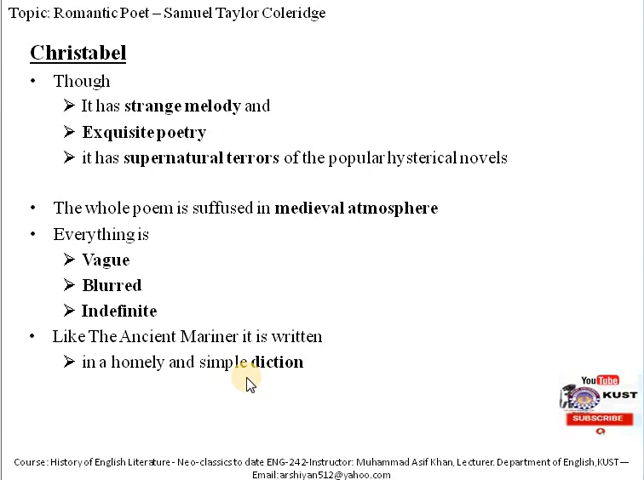 Topic: Romantic Poet – Samuel Taylor Coleridge
Christabel
• Though
➢ It has strange melody and
➢ Exquisite poetry
➢ it has supernatural terrors of the popular hysterical novels
• The whole poem is suffused in medieval atmosphere
• Everything is
➢ Vague
➢ Blurred
➢ Indefinite
• Like The Ancient Mariner it is written
➢ in a homely and simple diction
YouTube
KUST
SUBSCRIBE
Course: History of English Literature - Neo-classics to date ENG-242-Instructor: Muhammad Asif Khan, Lecturer. Department of English,KUST—
Email:arshiyan512@yahoo.com